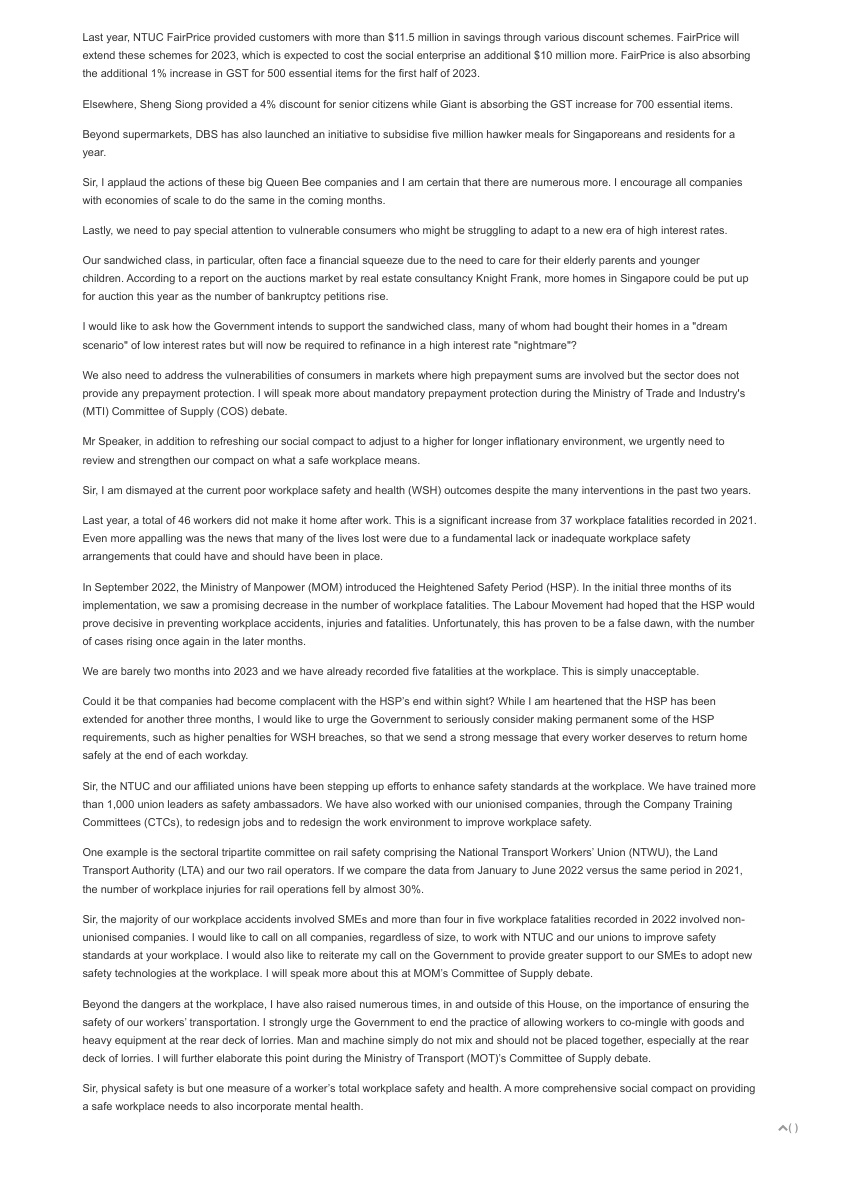 Last year, NTUC FairPrice provided customers with more than $11.5 million in savings through various discount schemes. FairPrice will
extend these schemes for 2023, which is expected to cost the social enterprise an additional $10 million more. FairPrice is also absorbing
the additional 1% increase in GST for 500 essential items for the first half of 2023.
Elsewhere, Sheng Siong provided a 4% discount for senior citizens while Giant is absorbing the GST increase for 700 essential items.
Beyond supermarkets, DBS has also launched an initiative to subsidise five million hawker meals for Singaporeans and residents for a
year.
Sir, I applaud the actions of these big Queen Bee companies and I am certain that there are numerous more. I encourage all companies
with economies of scale to do the same in the coming months.
Lastly, we need to pay special attention to vulnerable consumers who might be struggling to adapt to a new era of high interest rates.
Our sandwiched class, in particular, often face a financial squeeze due to the need to care for their elderly parents and younger
children. According to a report on the auctions market by real estate consultancy Knight Frank, more homes in Singapore could be put up
for auction this year as the number of bankruptcy petitions rise.
I would like to ask how the Government intends to support the sandwiched class, many of whom had bought their homes in a "dream
scenario" of low interest rates but will now be required to refinance in a high interest rate "nightmare"?
We also need to address the vulnerabilities of consumers in markets where high prepayment sums are involved but the sector does not
provide any prepayment protection. I will speak more about mandatory prepayment protection during the Ministry of Trade and Industry's
(MTI) Committee of Supply (COS) debate.
Mr Speaker, in addition to refreshing our social compact to adjust to a higher for longer inflationary environment, we urgently need to
review and strengthen our compact on what a safe workplace means.
Sir, I am dismayed at the current poor workplace safety and health (WSH) outcomes despite the many interventions in the past two years.
Last year, a total of 46 workers did not make it home after work. This is a significant increase from 37 workplace fatalities recorded in 2021.
Even more appalling was the news that many of the lives lost were due to a fundamental lack or inadequate workplace safety
arrangements that could have and should have been in place.
In September 2022, the Ministry of Manpower (MOM) introduced the Heightened Safety Period (HSP). In the initial three months of its
implementation, we saw a promising decrease in the number of workplace fatalities. The Labour Movement had hoped that the HSP would
prove decisive in preventing workplace accidents, injuries and fatalities. Unfortunately, this has proven to be a false dawn, with the number
of cases rising once again in the later months.
We are barely two months into 2023 and we have already recorded five fatalities at the workplace. This is simply unacceptable.
Could it be that companies had become complacent with the HSP's end within sight? While I am heartened that the HSP has been
extended for another three months, I would like to urge the Government to seriously consider making permanent some of the HSP
requirements, such as higher penalties for WSH breaches, so that we send a strong message that every worker deserves to return home
safely at the end of each workday.
Sir, the NTUC and our affiliated unions have been stepping up efforts to enhance safety standards at the workplace. We have trained more
than 1,000 union leaders as safety ambassadors. We have also worked with our unionised companies, through the Company Training
Committees (CTCs), to redesign jobs and to redesign the work environment to improve workplace safety.
One example is the sectoral tripartite committee on rail safety comprising the National Transport Workers' Union (NTWU), the Land
Transport Authority (LTA) and our two rail operators. If we compare the data from January to June 2022 versus the same period in 2021,
the number of workplace injuries for rail operations fell by almost 30%.
Sir, the majority of our workplace accidents involved SMEs and more than four in five workplace fatalities recorded in 2022 involved non-
unionised companies. I would like to call on all companies, regardless of size, to work with NTUC and our unions to improve safety
standards at your workplace. I would also like to reiterate my call on the Government to provide greater support to our SMEs to adopt new
safety technologies at the workplace. I will speak more about this at MOM's Committee of Supply debate.
Beyond the dangers at the workplace, I have also raised numerous times, in and outside of this House, on the importance of ensuring the
safety of our workers' transportation. I strongly urge the Government to end the practice of allowing workers to co-mingle with goods and
heavy equipment at the rear deck of lorries. Man and machine simply do not mix and should not be placed together, especially at the rear
deck of lorries. I will further elaborate this point during the Ministry of Transport (MOT)'s Committee of Supply debate.
Sir, physical safety is but one measure of a worker's total workplace safety and health. A more comprehensive social compact on providing
a safe workplace needs to also incorporate mental health.
( )